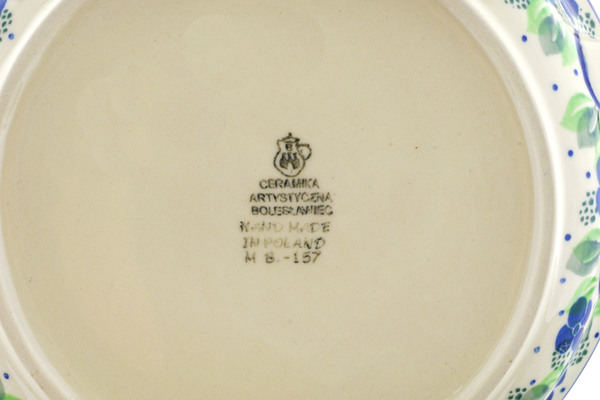 CERAMIKA
ARTYSTYCZNA
BOLESŁAWIEC
HAND MADE
IN POLAND
M B.-157